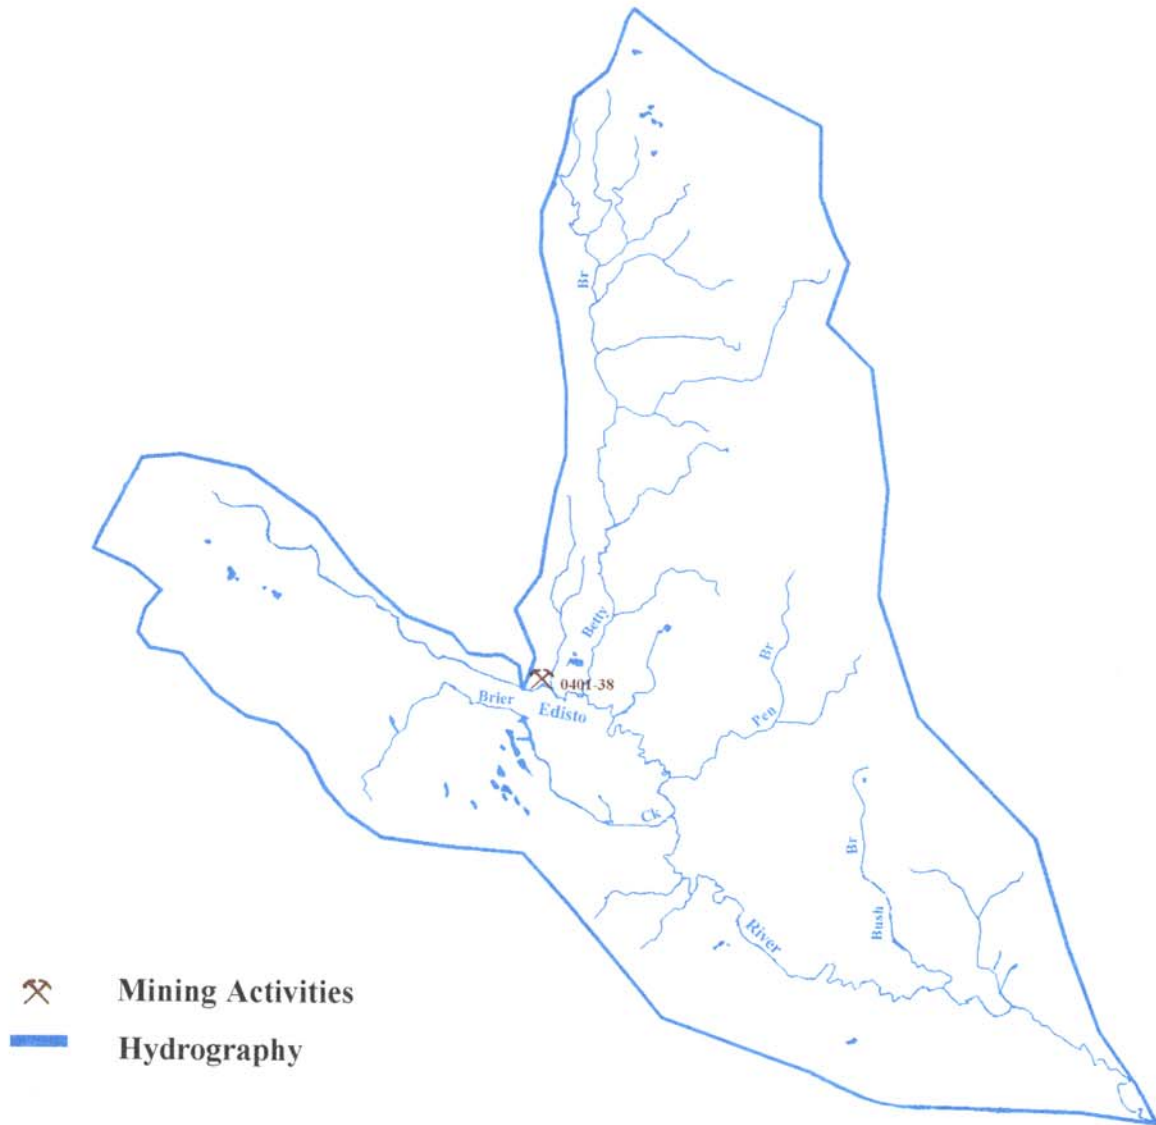 Br
Betty
Br
0401-38
Brier
Edisto
Pen
Ck
Br
Bush
River
Mining Activities
Hydrography